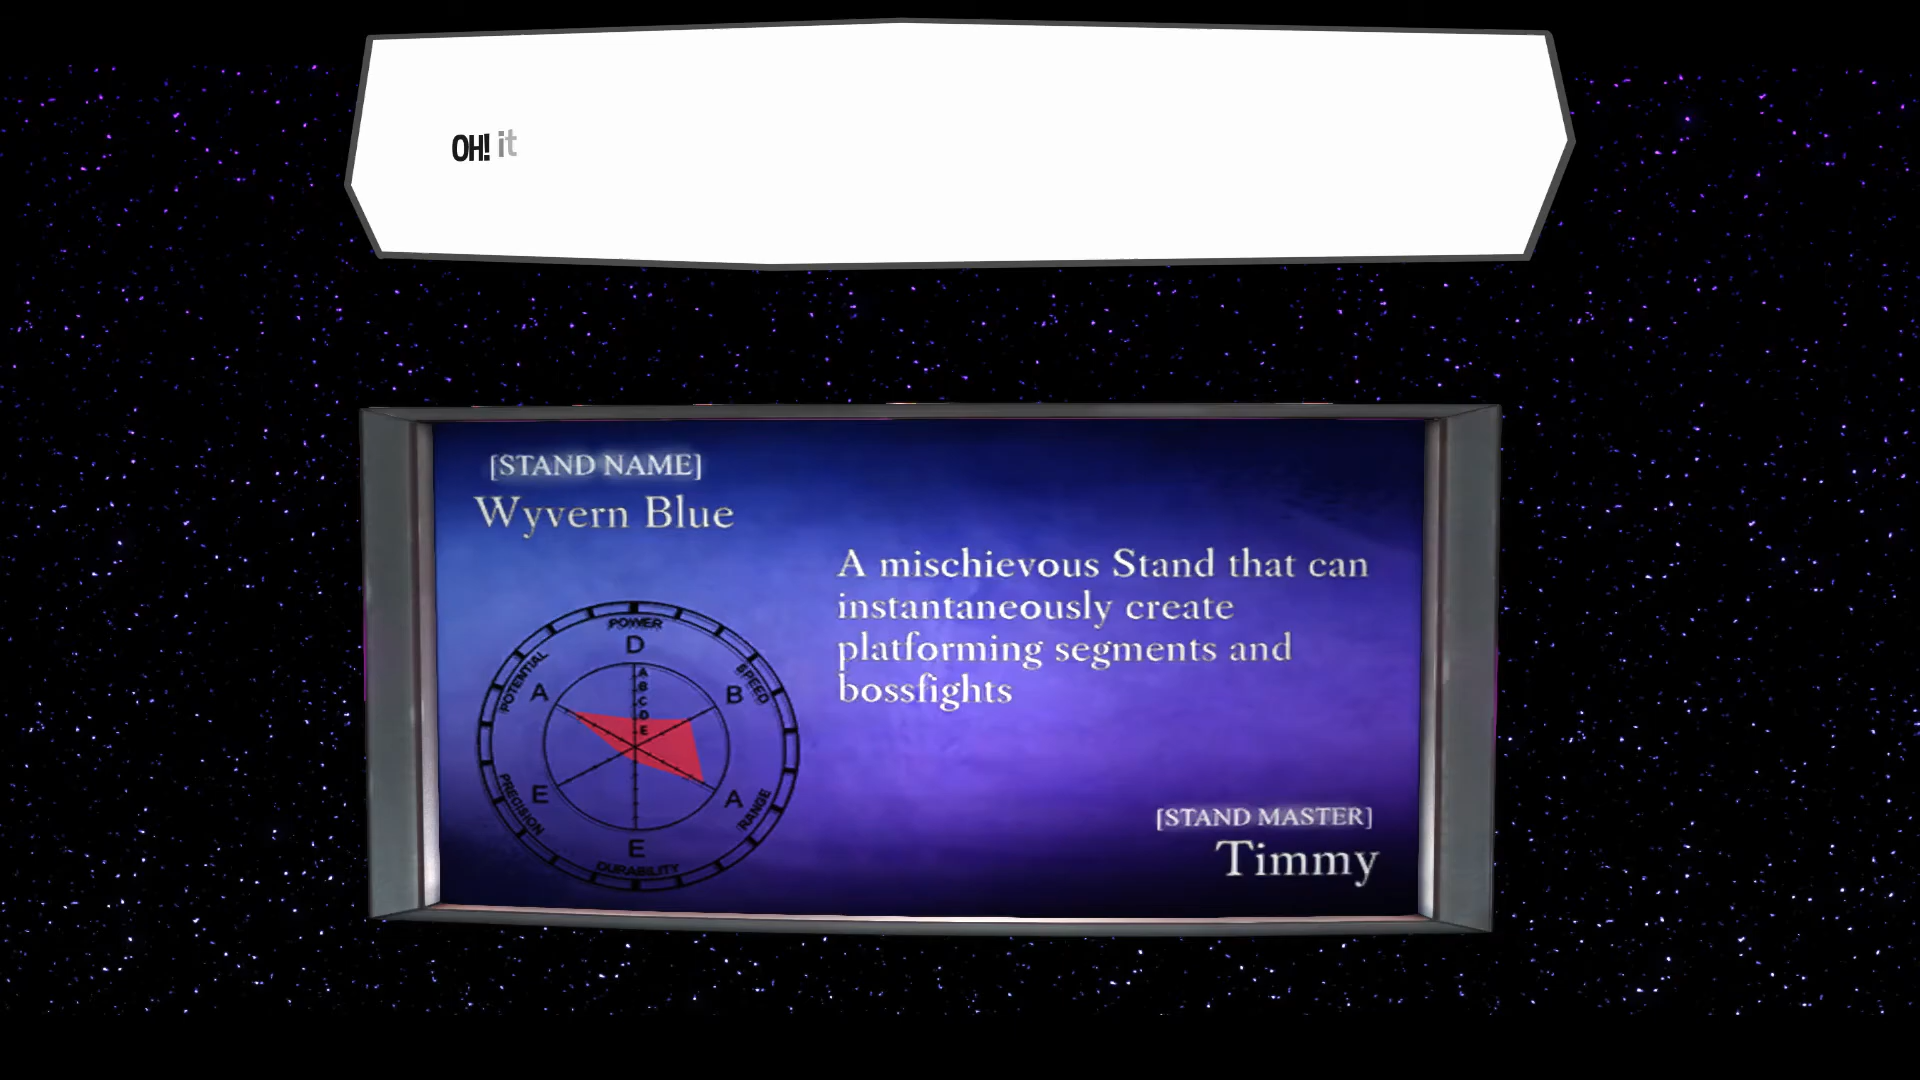 OH! it
[STAND NAME]
Wyvern Blue
A mischievous Stand that can
instantaneously create
platforming segments and
bossfights
POWER
D
POTENTIAL
A
SPEED
B
A
B
C
D
E
PRECISION
E
RANGE
A
E
DURABILITY
[STAND MASTER]
Timmy